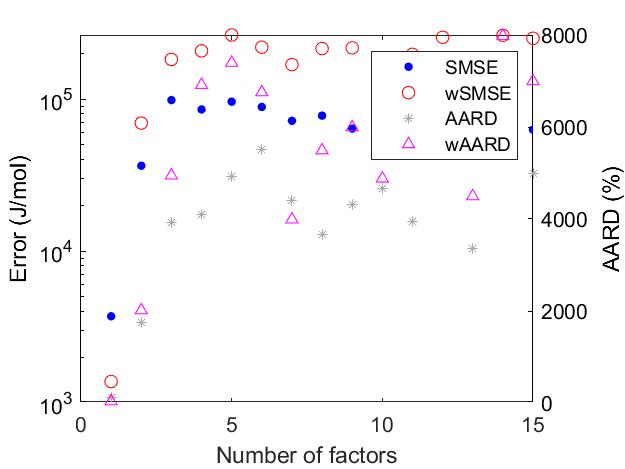 8000
SMSE
wSMSE
AARD
wAARD
10^5
6000
Error (J/mol)
AARD (%)
4000
10^4
2000
10^3
0
0
5
10
15
Number of factors